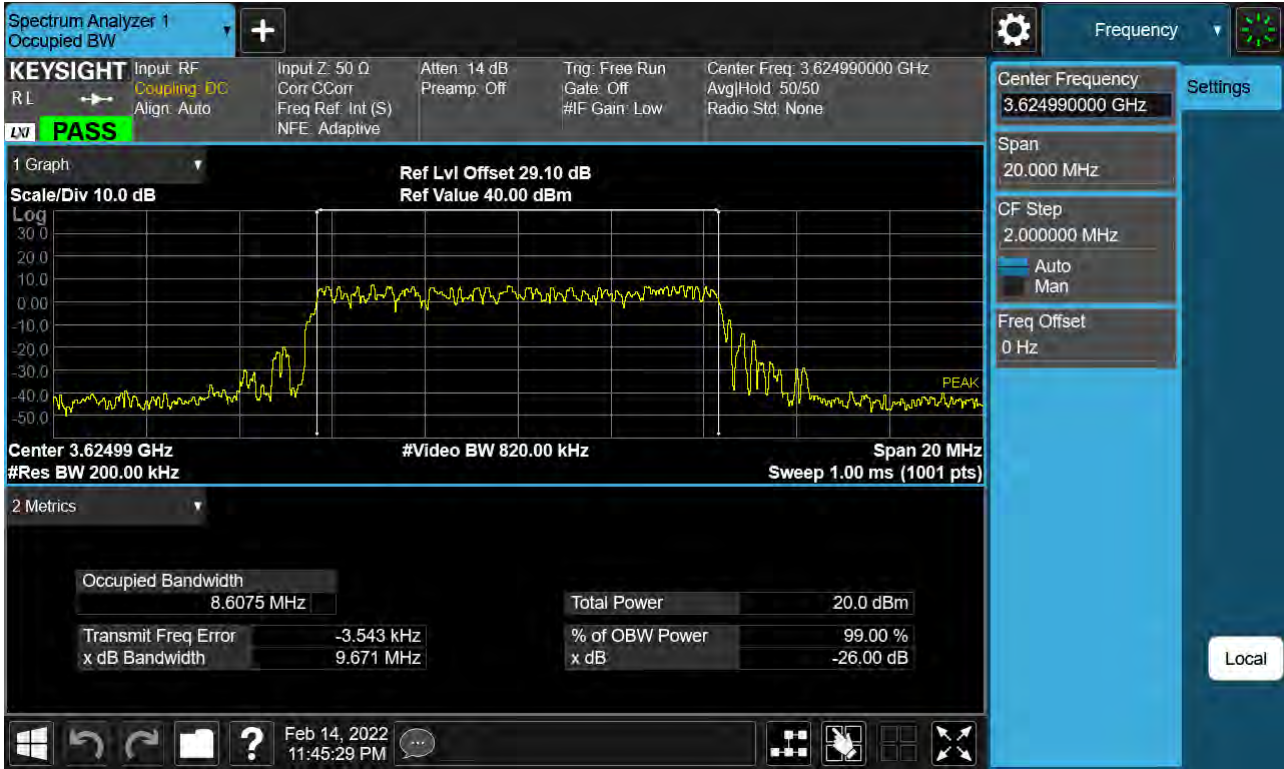 Spectrum Analyzer 1
Occupied BW
Frequency
KEYSIGHT
R L
LXI
PASS
Input: RF
Coupling: DC
Align: Auto
Input Z: 50 Ω
Corr CCorr
Freq Ref: Int (S)
NFE: Adaptive
Atten: 14 dB
Preamp: Off
Trig: Free Run
Gate: Off
#IF Gain: Low
Center Freq: 3.624990000 GHz
Avg|Hold: 50/50
Radio Std: None
Center Frequency
3.624990000 GHz
Settings
Span
20.000 MHz
CF Step
2.000000 MHz
Auto
Man
Freq Offset
0 Hz
1 Graph
Scale/Div 10.0 dB
Ref Lvl Offset 29.10 dB
Ref Value 40.00 dBm
Log
30.0
20.0
10.0
0.00
-10.0
-20.0
-30.0
-40.0
-50.0
PEAK
Center 3.62499 GHz
#Video BW 820.00 kHz
Span 20 MHz
#Res BW 200.00 kHz
Sweep 1.00 ms (1001 pts)
2 Metrics
Occupied Bandwidth
8.6075 MHz
Total Power 20.0 dBm
Transmit Freq Error -3.543 kHz
% of OBW Power 99.00 %
x dB Bandwidth 9.671 MHz
x dB -26.00 dB
Local
?
Feb 14, 2022
11:45:29 PM